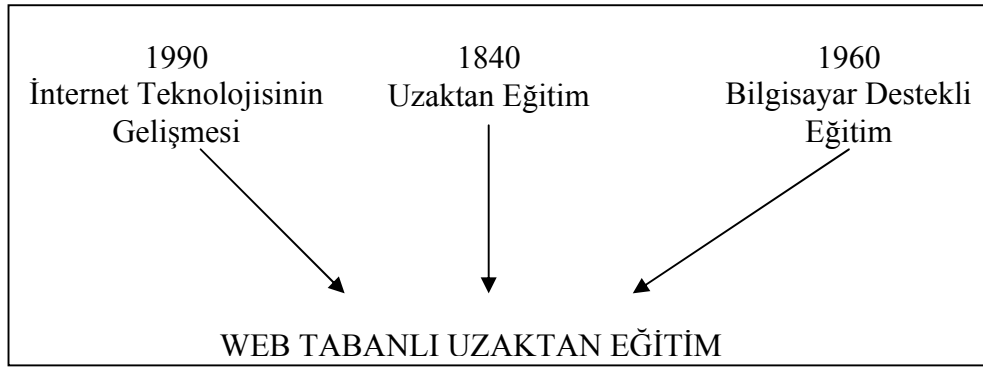 1990
İnternet Teknolojisinin
Gelişmesi
1840
Uzaktan Eğitim
1960
Bilgisayar Destekli
Eğitim
WEB TABANLI UZAKTAN EĞİTİM